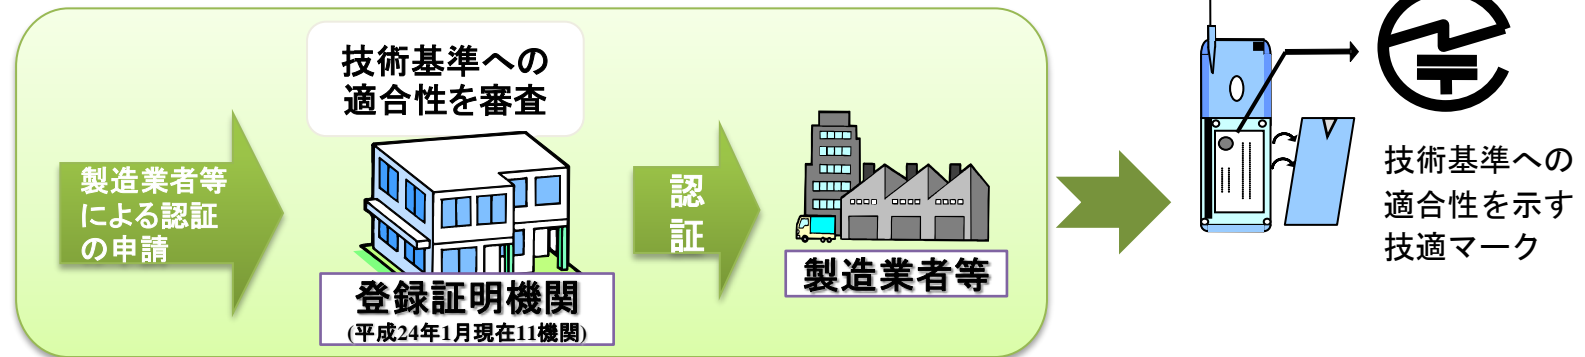 製造業者等
による認証
の申請
技術基準への
適合性を審査
登録証明機関
(平成24年1月現在11機関)
認
証
製造業者等
技術基準への
適合性を示す
技適マーク